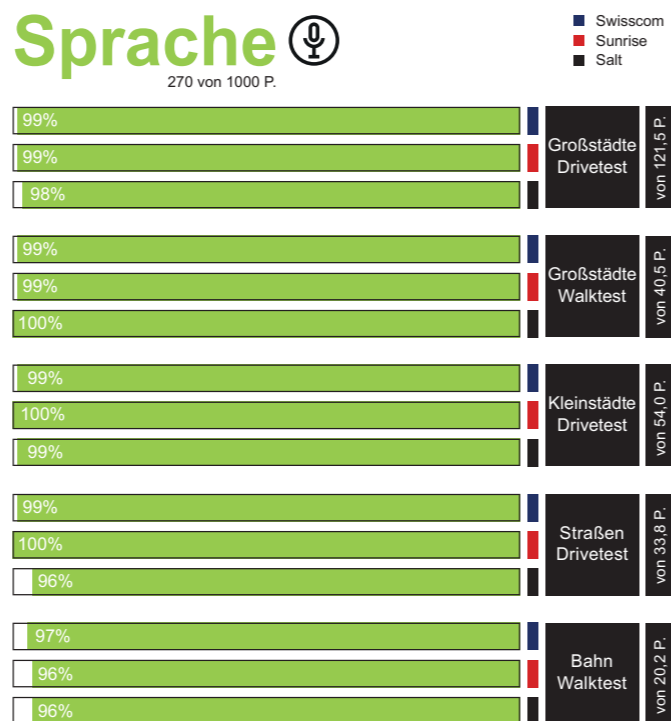 Sprache
270 von 1000 P.
Swisscom
Sunrise
Salt
99%
99%
98%
Großstädte
Drivetest
von 121,5 P.
99%
99%
100%
Großstädte
Walktest
von 40,5 P.
99%
100%
99%
Kleinstädte
Drivetest
von 54,0 P.
99%
100%
96%
Straßen
Drivetest
von 33,8 P.
97%
96%
96%
Bahn
Walktest
von 20,2 P.